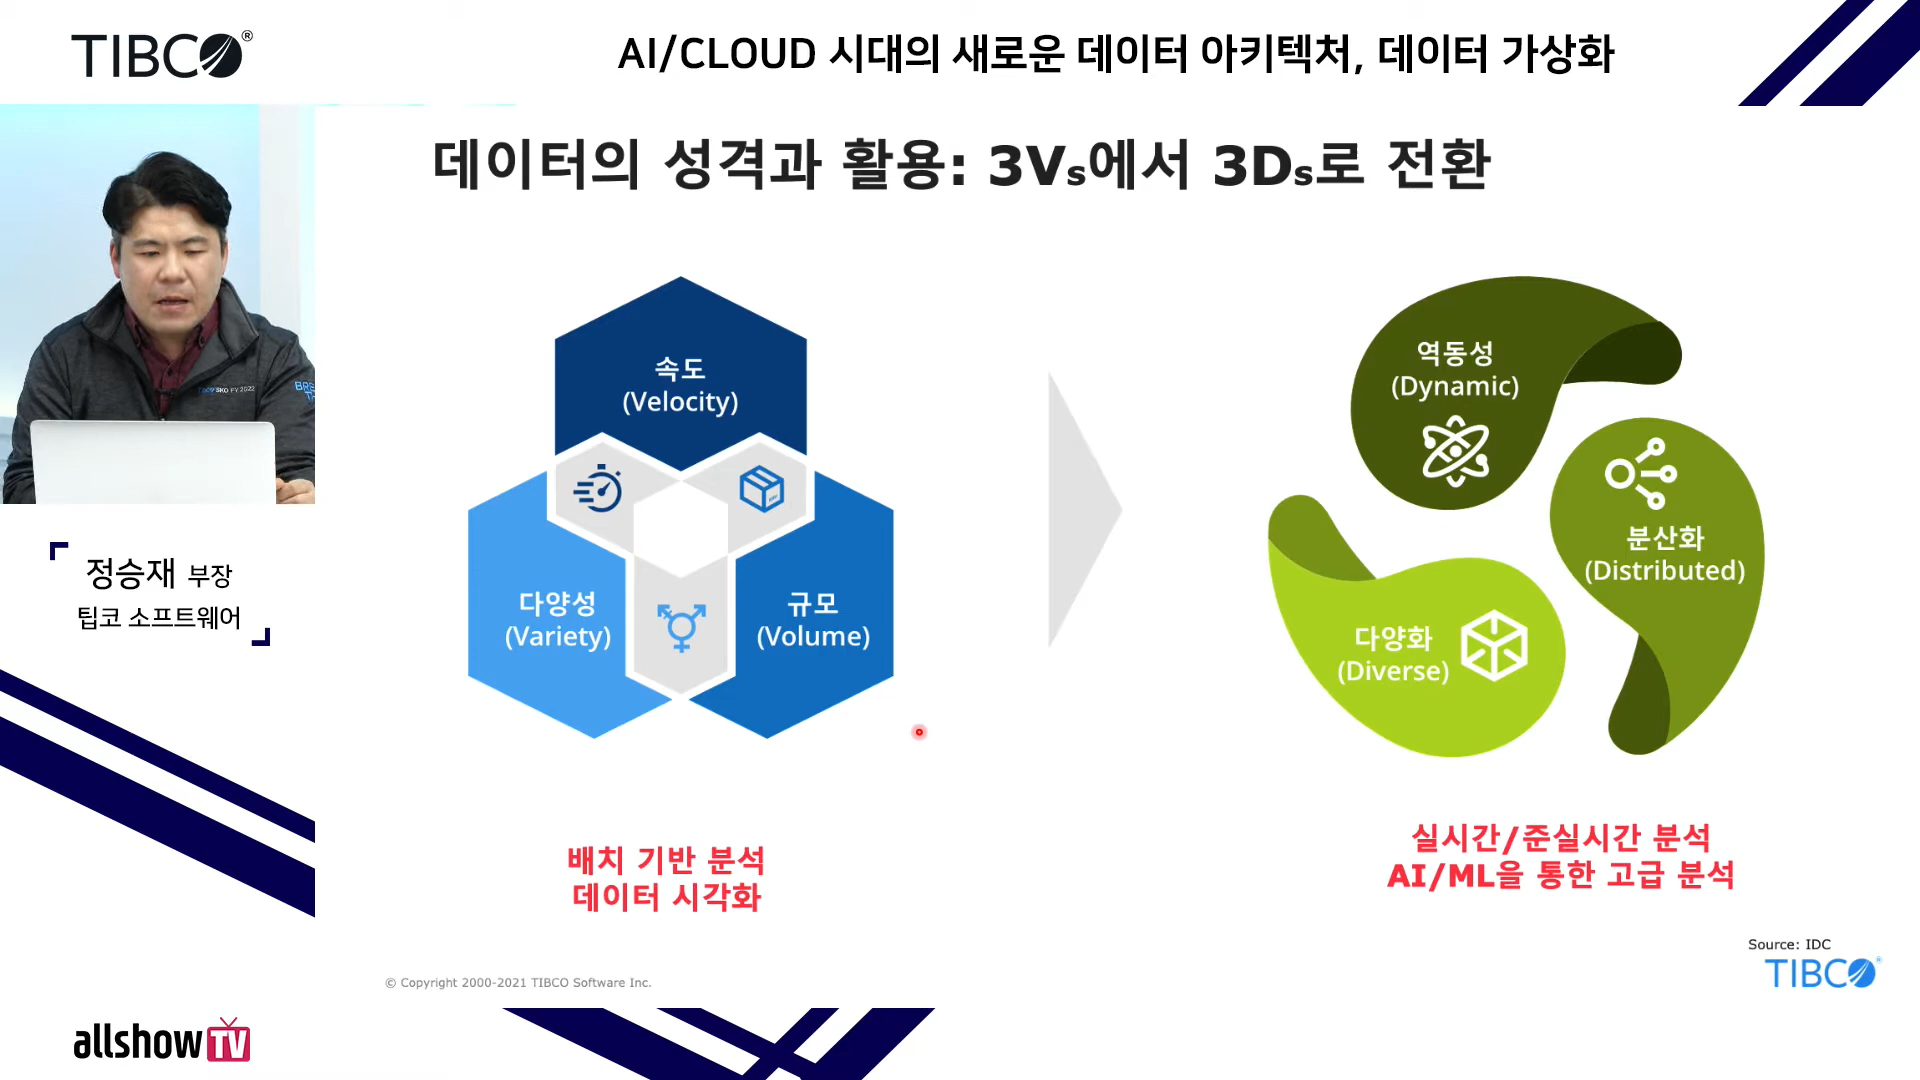 TIBCO®
AI/CLOUD 시대의 새로운 데이터 아키텍처, 데이터 가상화
데이터의 성격과 활용: 3Vs에서 3Ds로 전환
속도
(Velocity)
다양성
(Variety)
규모
(Volume)
역동성
(Dynamic)
분산화
(Distributed)
다양화
(Diverse)
정승재 부장
팁코 소프트웨어
배치 기반 분석
데이터 시각화
실시간/준실시간 분석
AI/ML을 통한 고급 분석
Source: IDC
TIBCO®
© Copyright 2000-2021 TIBCO Software Inc.
allshowTV